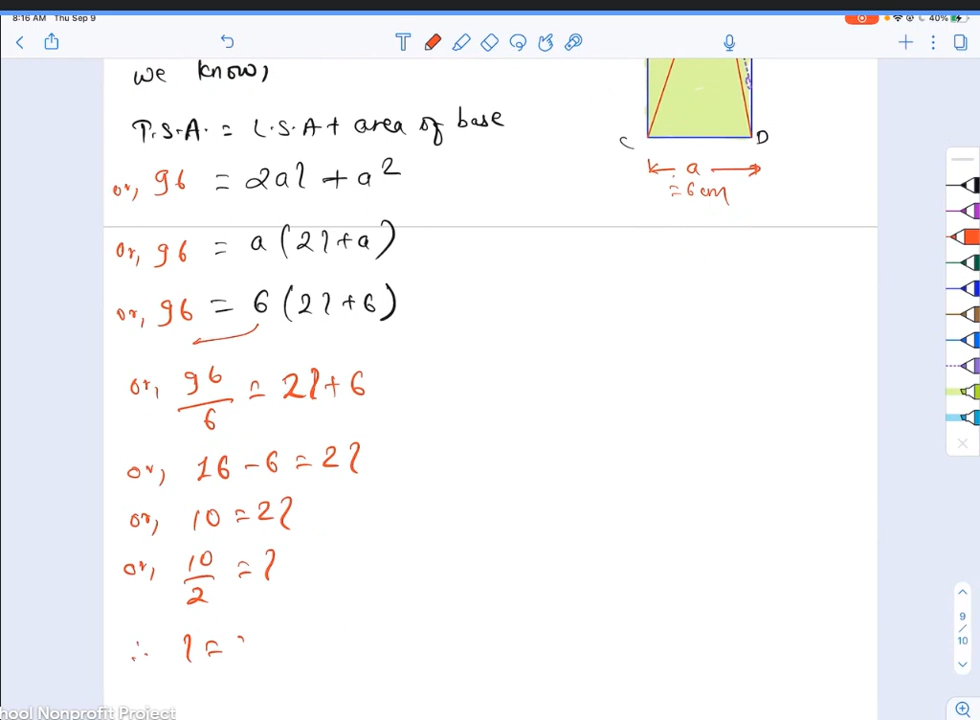 8:16 AM Thu Sep 9
40%
we know,
T.S.A. = L.S.A + area of base
or, 96 = 2al + a²
or, 96 = a (2l + a)
or, 96 = 6 (2l + 6)
or, 96/6 = 2l + 6
or, 16 - 6 = 2l
or, 10 = 2l
or, 10/2 = l
∴ l =
C D
a
= 6 cm
9
/
10
hool Nonprofit Project